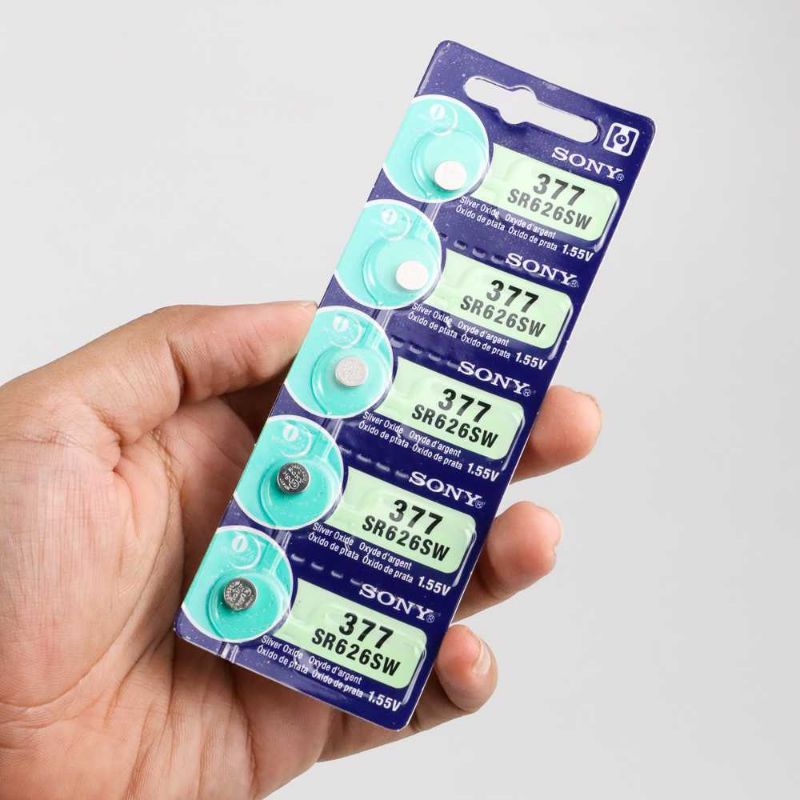 SONY®
377
SR626SW
Silver Oxide Oxyde d'argent
Óxido de plata Óxido de prata 1.55V
SONY®
377
SR626SW
Silver Oxide Oxyde d'argent
Óxido de plata Óxido de prata 1.55V
SONY®
377
SR626SW
Silver Oxide Oxyde d'argent
Óxido de plata Óxido de prata 1.55V
SONY®
377
SR626SW
Silver Oxide Oxyde d'argent
Óxido de plata Óxido de prata 1.55V
SONY®
377
SR626SW
Silver Oxide Oxyde d'argent
Óxido de plata Óxido de prata 1.55V